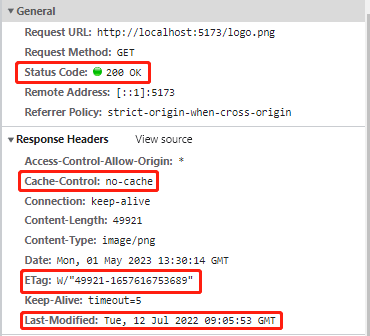 General
Request URL: http://localhost:5173/logo.png
Request Method: GET
Status Code: 200 OK
Remote Address: [::1]:5173
Referrer Policy: strict-origin-when-cross-origin
Response Headers View source
Access-Control-Allow-Origin: *
Cache-Control: no-cache
Connection: keep-alive
Content-Length: 49921
Content-Type: image/png
Date: Mon, 01 May 2023 13:30:14 GMT
ETag: W/"49921-1657616753689"
Keep-Alive: timeout=5
Last-Modified: Tue, 12 Jul 2022 09:05:53 GMT